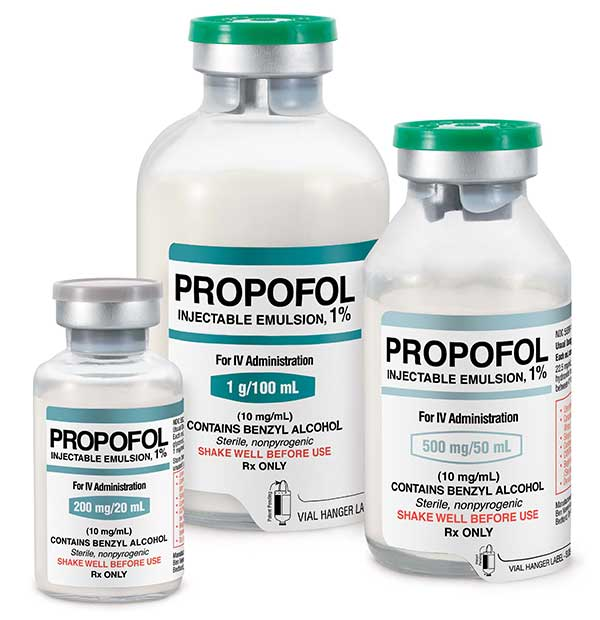 PROPOFOL
INJECTABLE EMULSION, 1%
For IV Administration
1 g/100 mL
(10 mg/mL)
CONTAINS BENZYL ALCOHOL
Sterile, nonpyrogenic
SHAKE WELL BEFORE USE
Rx ONLY
Patent Pending
VIAL HANGER LABEL
PROPOFOL
INJECTABLE EMULSION, 1%
For IV Administration
500 mg/50 mL
(10 mg/mL)
CONTAINS BENZYL ALCOHOL
Sterile, nonpyrogenic
SHAKE WELL BEFORE USE
Rx ONLY
VIAL HANGER LABEL
PROPOFOL
INJECTABLE EMULSION, 1%
For IV Administration
200 mg/20 mL
(10 mg/mL)
CONTAINS BENZYL ALCOHOL
Sterile, nonpyrogenic
SHAKE WELL BEFORE USE
Rx ONLY